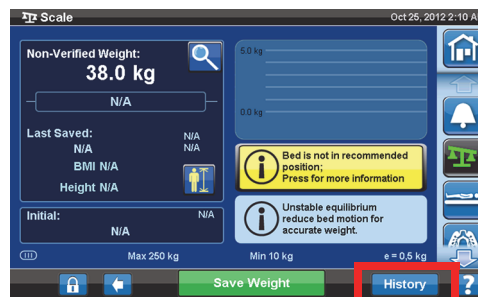 Scale
Oct 25, 2012 2:10 A
Non-Verified Weight:
38.0 kg
N/A
Last Saved:
N/A
N/A
N/A
BMI N/A
Height N/A
Initial:
N/A
N/A
5.0 kg
0.0 kg
Bed is not in recommended
position;
Press for more information
Unstable equilibrium
reduce bed motion for
accurate weight.
Max 250 kg
Min 10 kg
e = 0,5 kg
Save Weight
History
?